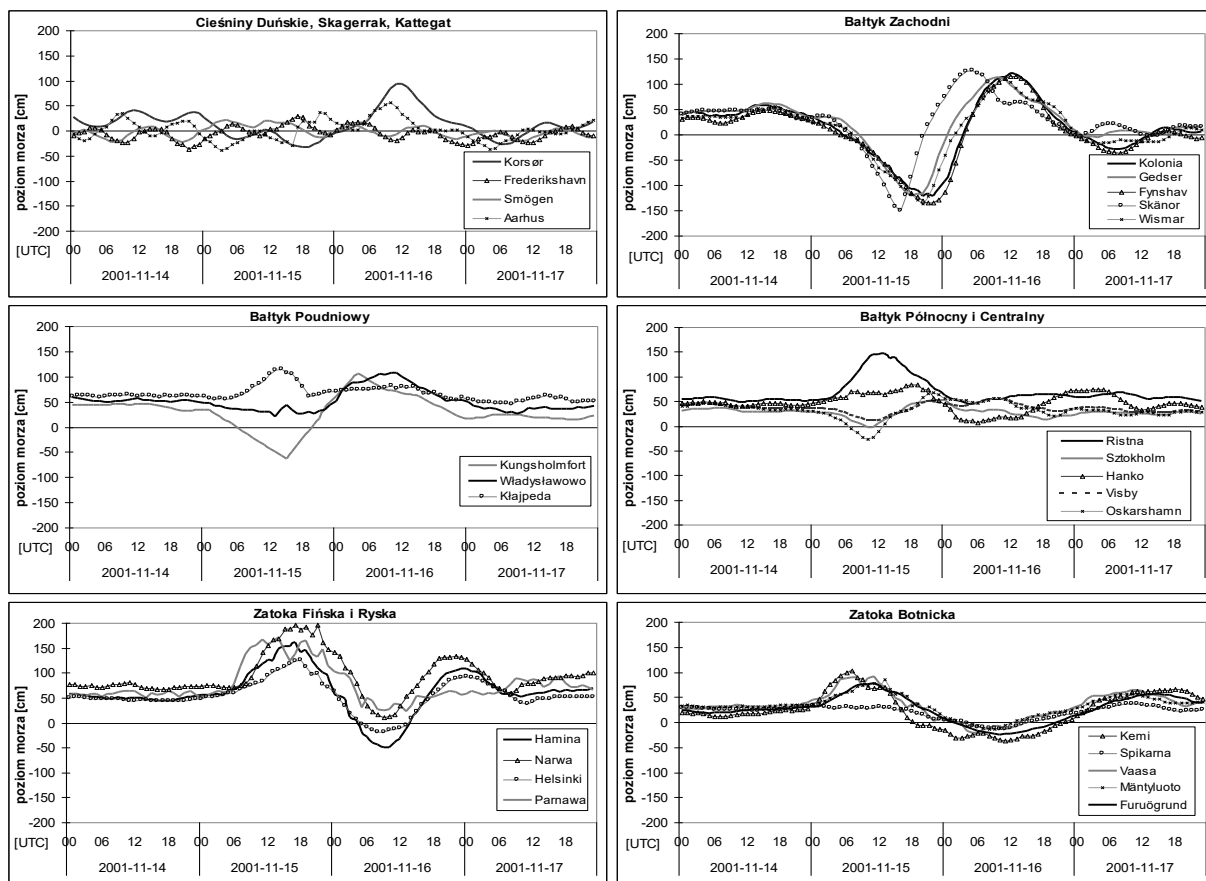 Cieśniny Duńskie, Skagerrak, Kattegat
poziom morza [cm]
200
150
100
50
0
-50
-100
-150
-200
Korsør
Frederikshavn
Smögen
Aarhus
[UTC]
00 06 12 18 00 06 12 18 00 06 12 18 00 06 12 18
2001-11-14 2001-11-15 2001-11-16 2001-11-17
Bałtyk Zachodni
poziom morza [cm]
200
150
100
50
0
-50
-100
-150
-200
Kolonia
Gedser
Fynshav
Skänor
Wismar
[UTC]
00 06 12 18 00 06 12 18 00 06 12 18 00 06 12 18
2001-11-14 2001-11-15 2001-11-16 2001-11-17
Bałtyk Poudniowy
poziom morza [cm]
200
150
100
50
0
-50
-100
-150
-200
Kungsholmfort
Władysławowo
Kłajpeda
[UTC]
00 06 12 18 00 06 12 18 00 06 12 18 00 06 12 18
2001-11-14 2001-11-15 2001-11-16 2001-11-17
Bałtyk Północny i Centralny
poziom morza [cm]
200
150
100
50
0
-50
-100
-150
-200
Ristna
Sztokholm
Hanko
Visby
Oskarshamn
[UTC]
00 06 12 18 00 06 12 18 00 06 12 18 00 06 12 18
2001-11-14 2001-11-15 2001-11-16 2001-11-17
Zatoka Fińska i Ryska
poziom morza [cm]
200
150
100
50
0
-50
-100
-150
-200
Hamina
Narwa
Helsinki
Parnawa
[UTC]
00 06 12 18 00 06 12 18 00 06 12 18 00 06 12 18
2001-11-14 2001-11-15 2001-11-16 2001-11-17
Zatoka Botnicka
poziom morza [cm]
200
150
100
50
0
-50
-100
-150
-200
Kemi
Spikarna
Vaasa
Mäntyluoto
Furuögrund
[UTC]
00 06 12 18 00 06 12 18 00 06 12 18 00 06 12 18
2001-11-14 2001-11-15 2001-11-16 2001-11-17